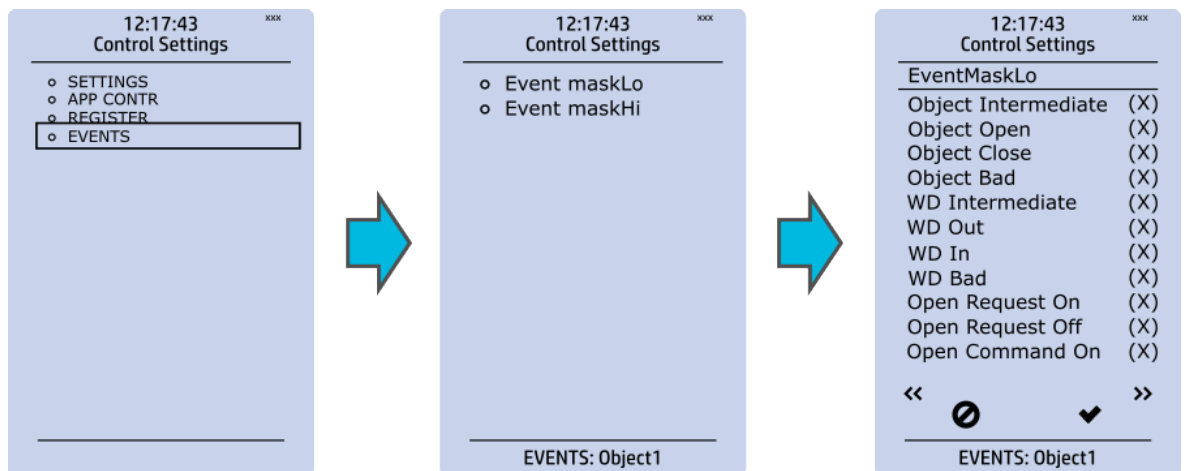 12:17:43 xxx
Control Settings
SETTINGS
APP CONTR
REGISTER
EVENTS
12:17:43 xxx
Control Settings
Event maskLo
Event maskHi
EVENTS: Object1
12:17:43 xxx
Control Settings
EventMaskLo
Object Intermediate (X)
Object Open (X)
Object Close (X)
Object Bad (X)
WD Intermediate (X)
WD Out (X)
WD In (X)
WD Bad (X)
Open Request On (X)
Open Request Off (X)
Open Command On (X)
<< >>
EVENTS: Object1